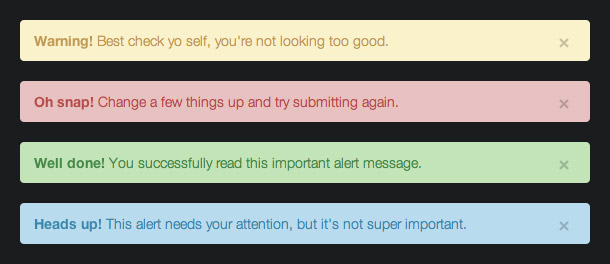 Warning! Best check yo self, you're not looking too good. ×
Oh snap! Change a few things up and try submitting again. ×
Well done! You successfully read this important alert message. ×
Heads up! This alert needs your attention, but it's not super important. ×